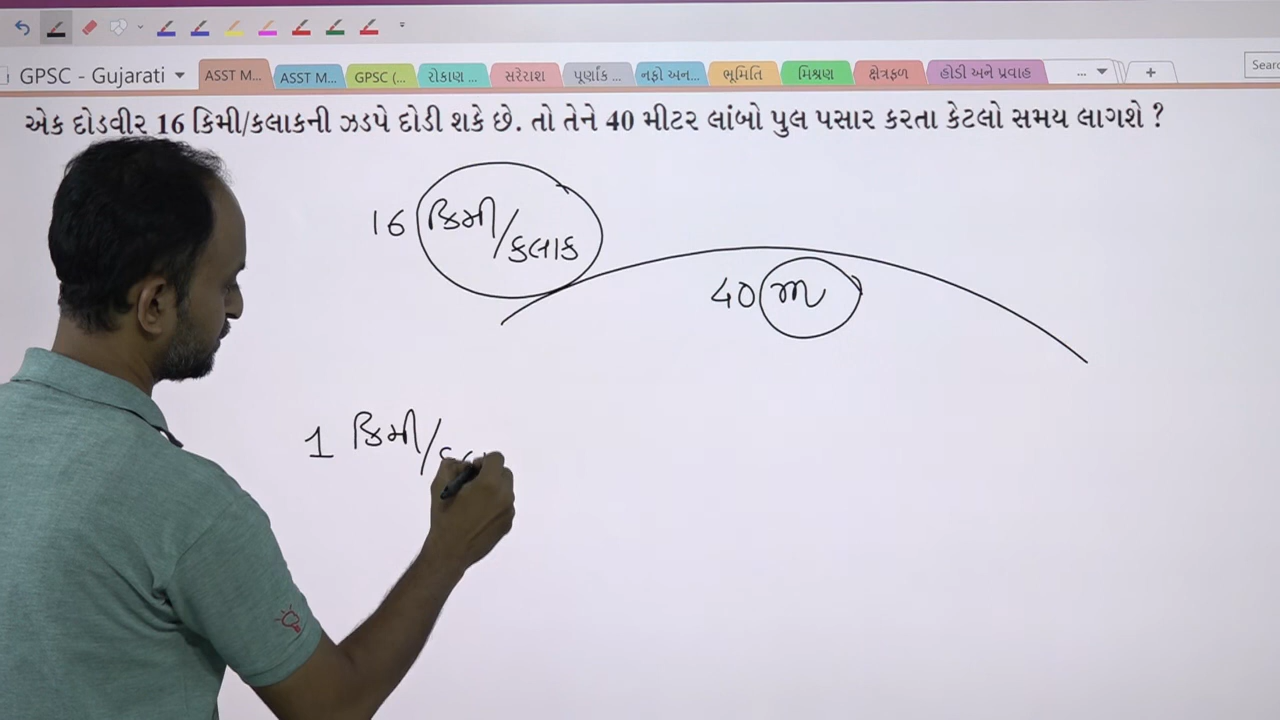 GPSC - Gujarati
ASST M... ASST M... GPSC (... રોકાણ ... સરેરાશ પૂર્ણાંક ... નફો અન... ભૂમિતિ મિશ્રણ ક્ષેત્રફળ હોડી અને પ્રવાહ ... +
Searc
એક દોડવીર 16 કિમી/કલાકની ઝડપે દોડી શકે છે. તો તેને 40 મીટર લાંબો પુલ પસાર કરતા કેટલો સમય લાગશે ?
16 કિમી/કલાક
40 મી
1 કિમી/